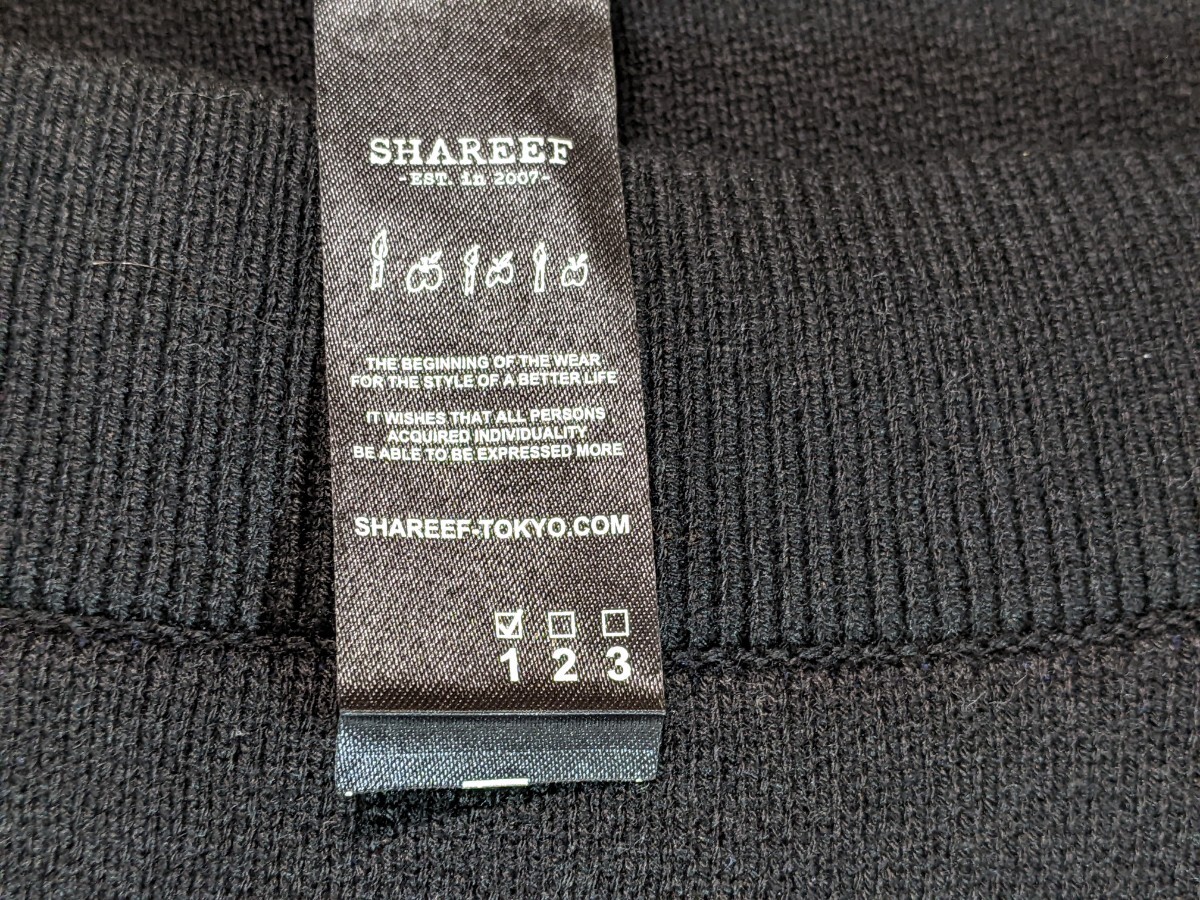 SHAREEF
-EST. in 2007-
THE BEGINNING OF THE WEAR
FOR THE STYLE OF A BETTER LIFE
IT WISHES THAT ALL PERSONS
ACQUIRED INDIVIDUALITY
BE ABLE TO BE EXPRESSED MORE
SHAREEF-TOKYO.COM
1 2 3